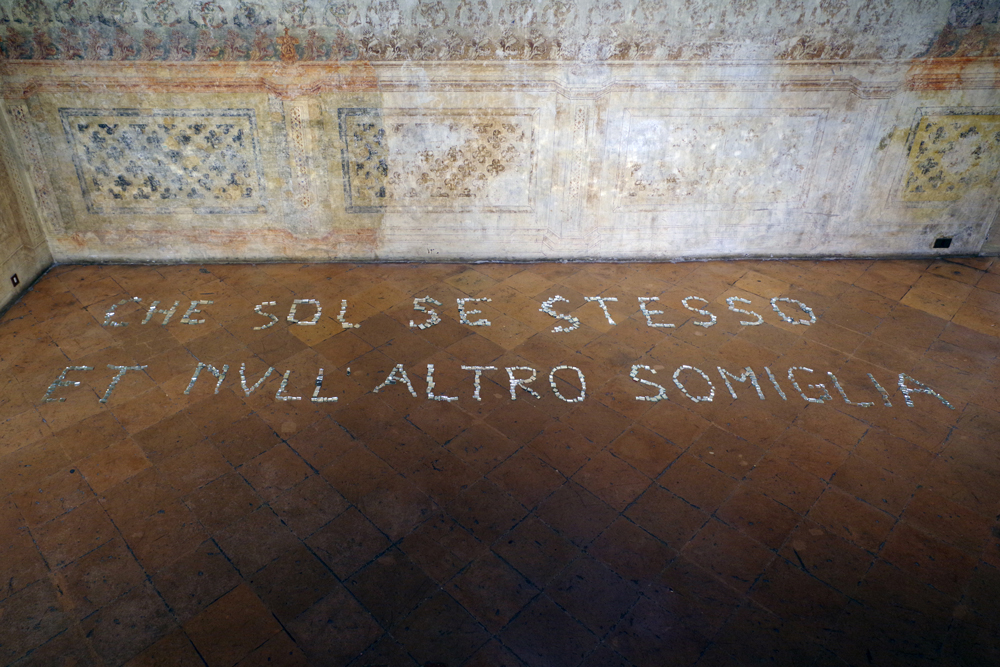 CHE SOL SE STESSO
ET NVLL' ALTRO SOMIGLIA